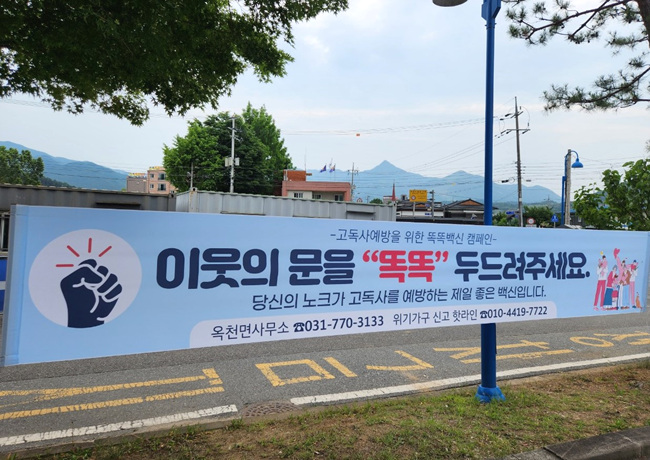 -고독사예방을 위한 똑똑백신 캠페인-
이웃의 문을 “똑똑” 두드려주세요.
당신의 노크가 고독사를 예방하는 제일 좋은 백신입니다.
옥천면사무소 ☎031-770-3133 위기가구 신고 핫라인 ☎010-4419-7722